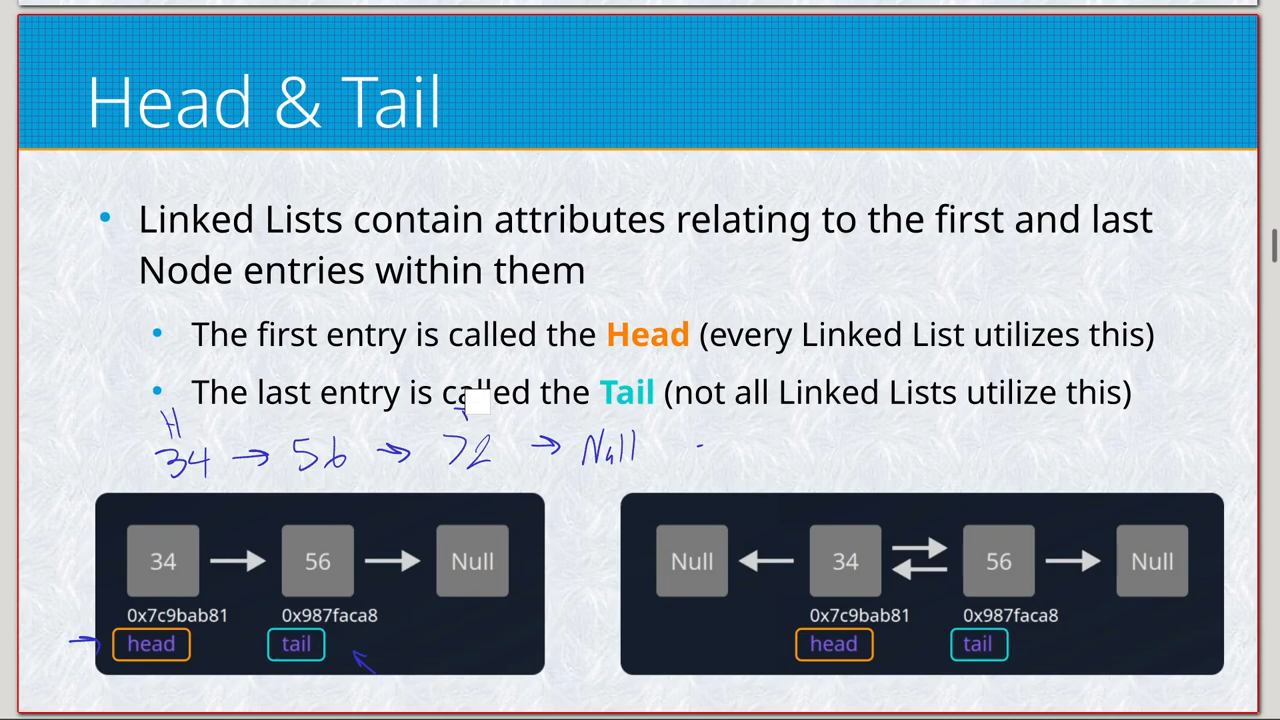 Head & Tail
• Linked Lists contain attributes relating to the first and last
Node entries within them
• The first entry is called the Head (every Linked List utilizes this)
• The last entry is called the Tail (not all Linked Lists utilize this)
H
34 → 56 → 72 → Null
34 → 56 → Null
0x7c9bab81 0x987faca8
head tail
Null ← 34 ⇄ 56 → Null
0x7c9bab81 0x987faca8
head tail